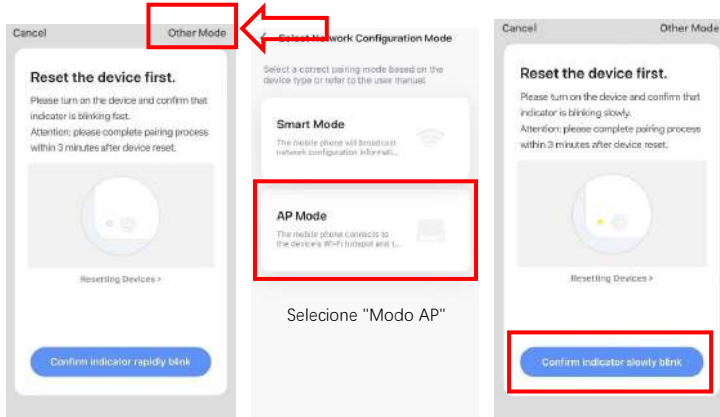 Cancel
Other Mode
Reset the device first.
Please turn on the device and confirm that
indicator is blinking fast.
Attention: please complete pairing process
within 3 minutes after device reset.
Resetting Devices >
Confirm indicator rapidly blink
Select Network Configuration Mode
Select a correct pairing mode based on the
device type or refer to the user manual.
Smart Mode
The mobile phone will broadcast
network configuration informati...
AP Mode
The mobile phone connects to
the device's Wi-Fi hotspot and t...
Selecione "Modo AP"
Cancel
Other Mode
Reset the device first.
Please turn on the device and confirm that
indicator is blinking slowly.
Attention: please complete pairing process
within 3 minutes after device reset.
Resetting Devices >
Confirm indicator slowly blink